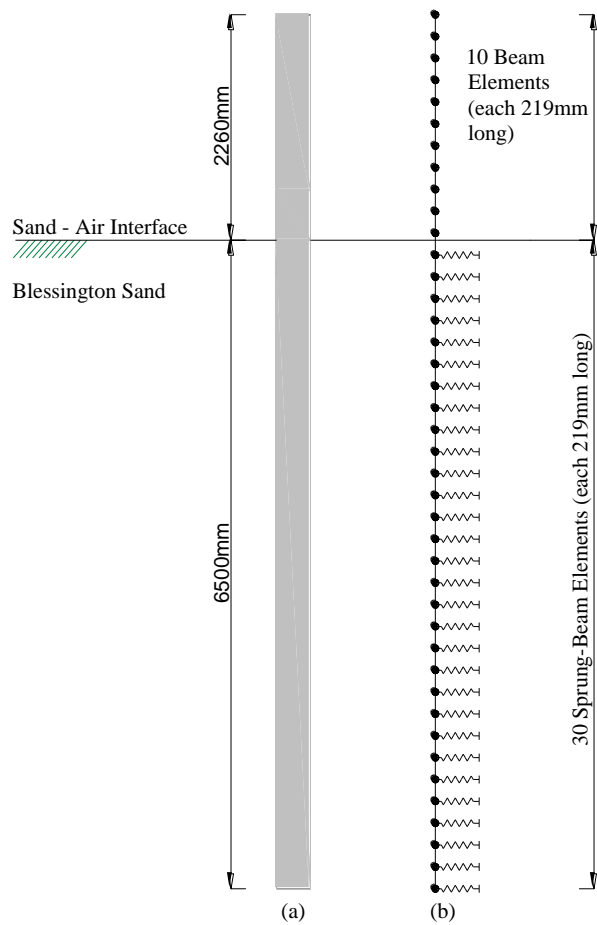 10 Beam
Elements
(each 219mm
long)
2260mm
Sand - Air Interface
Blessington Sand
6500mm
30 Sprung-Beam Elements (each 219mm long)
(a)
(b)